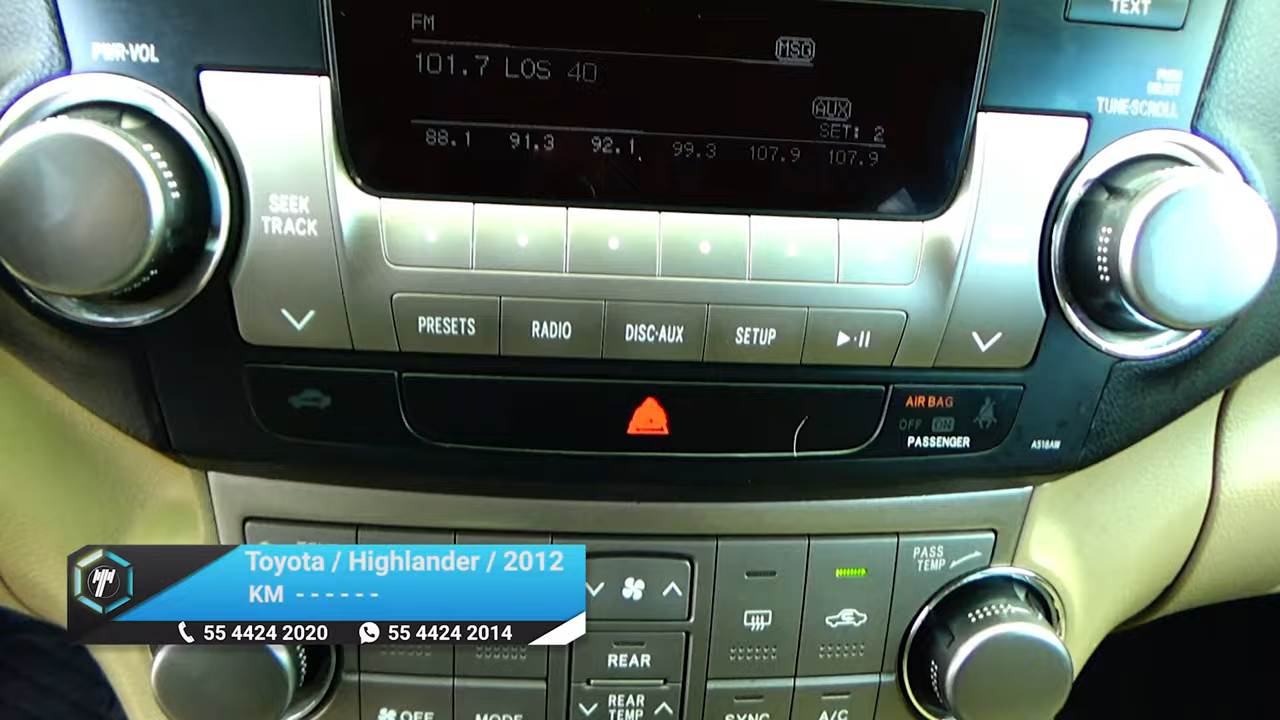 TEXT
FM
MSG
PWR·VOL
101.7 LOS 40
TUNE·SCROLL
AUX
SET: 2
88.1 91.3 92.1 99.3 107.9 107.9
SEEK
TRACK
PRESETS RADIO DISC·AUX SETUP
AIR BAG
OFF ON
PASSENGER
A518AW
PASS
TEMP
Toyota / Highlander / 2012
KM ------
55 4424 2020 55 4424 2014
REAR
REAR
TEMP
OFF MODE SYNC A/C